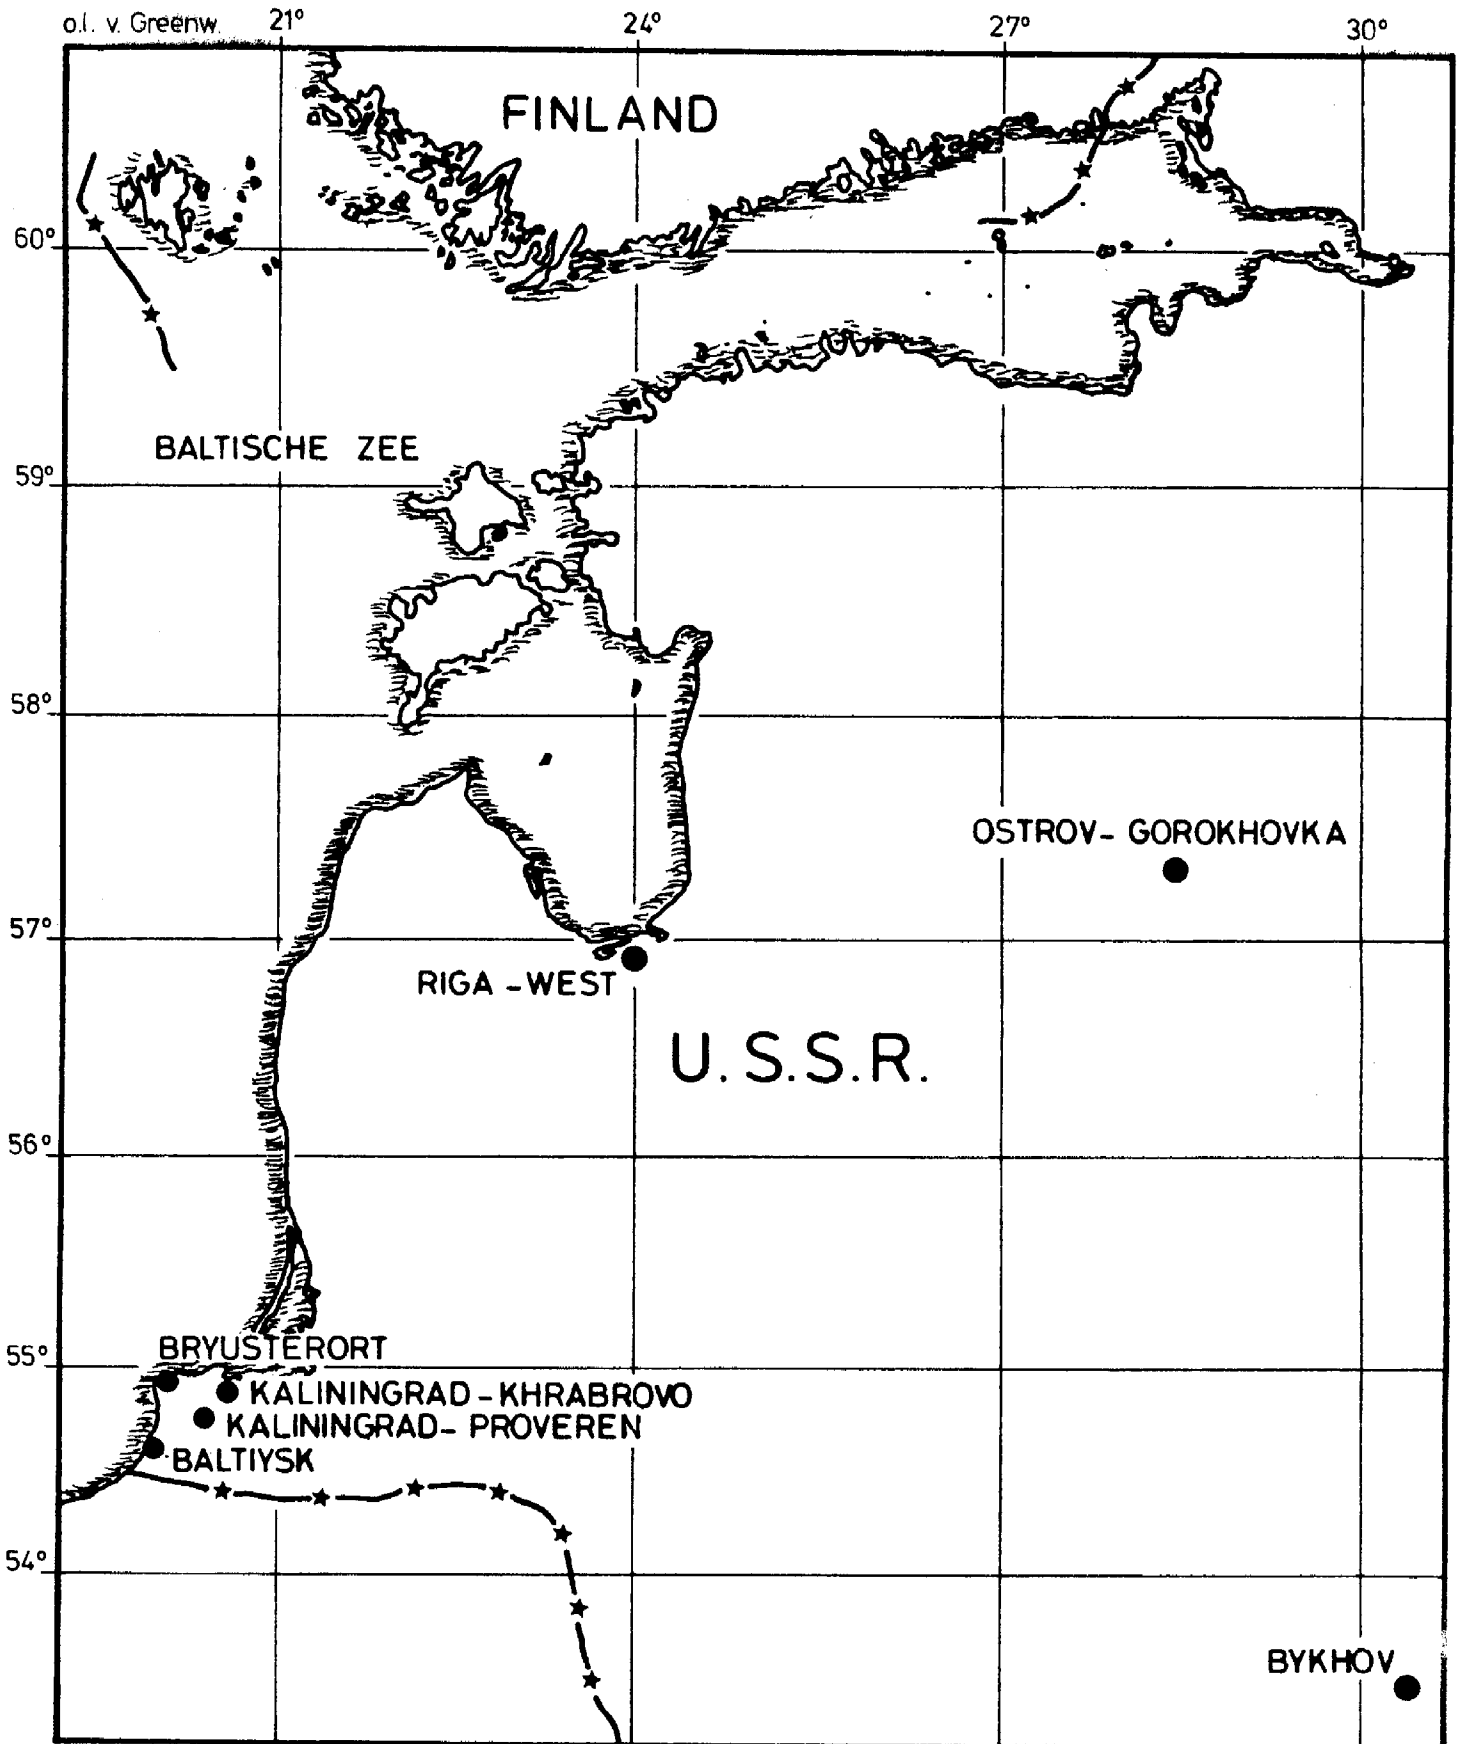 o.l. v. Greenw. 21° 24° 27° 30°
FINLAND
60°
BALTISCHE ZEE
59°
58°
OSTROV- GOROKHOVKA
57°
RIGA -WEST
U.S.S.R.
56°
BRYUSTERORT
55°
KALININGRAD-KHRABROVO
KALININGRAD- PROVEREN
BALTIYSK
54°
BYKHOV